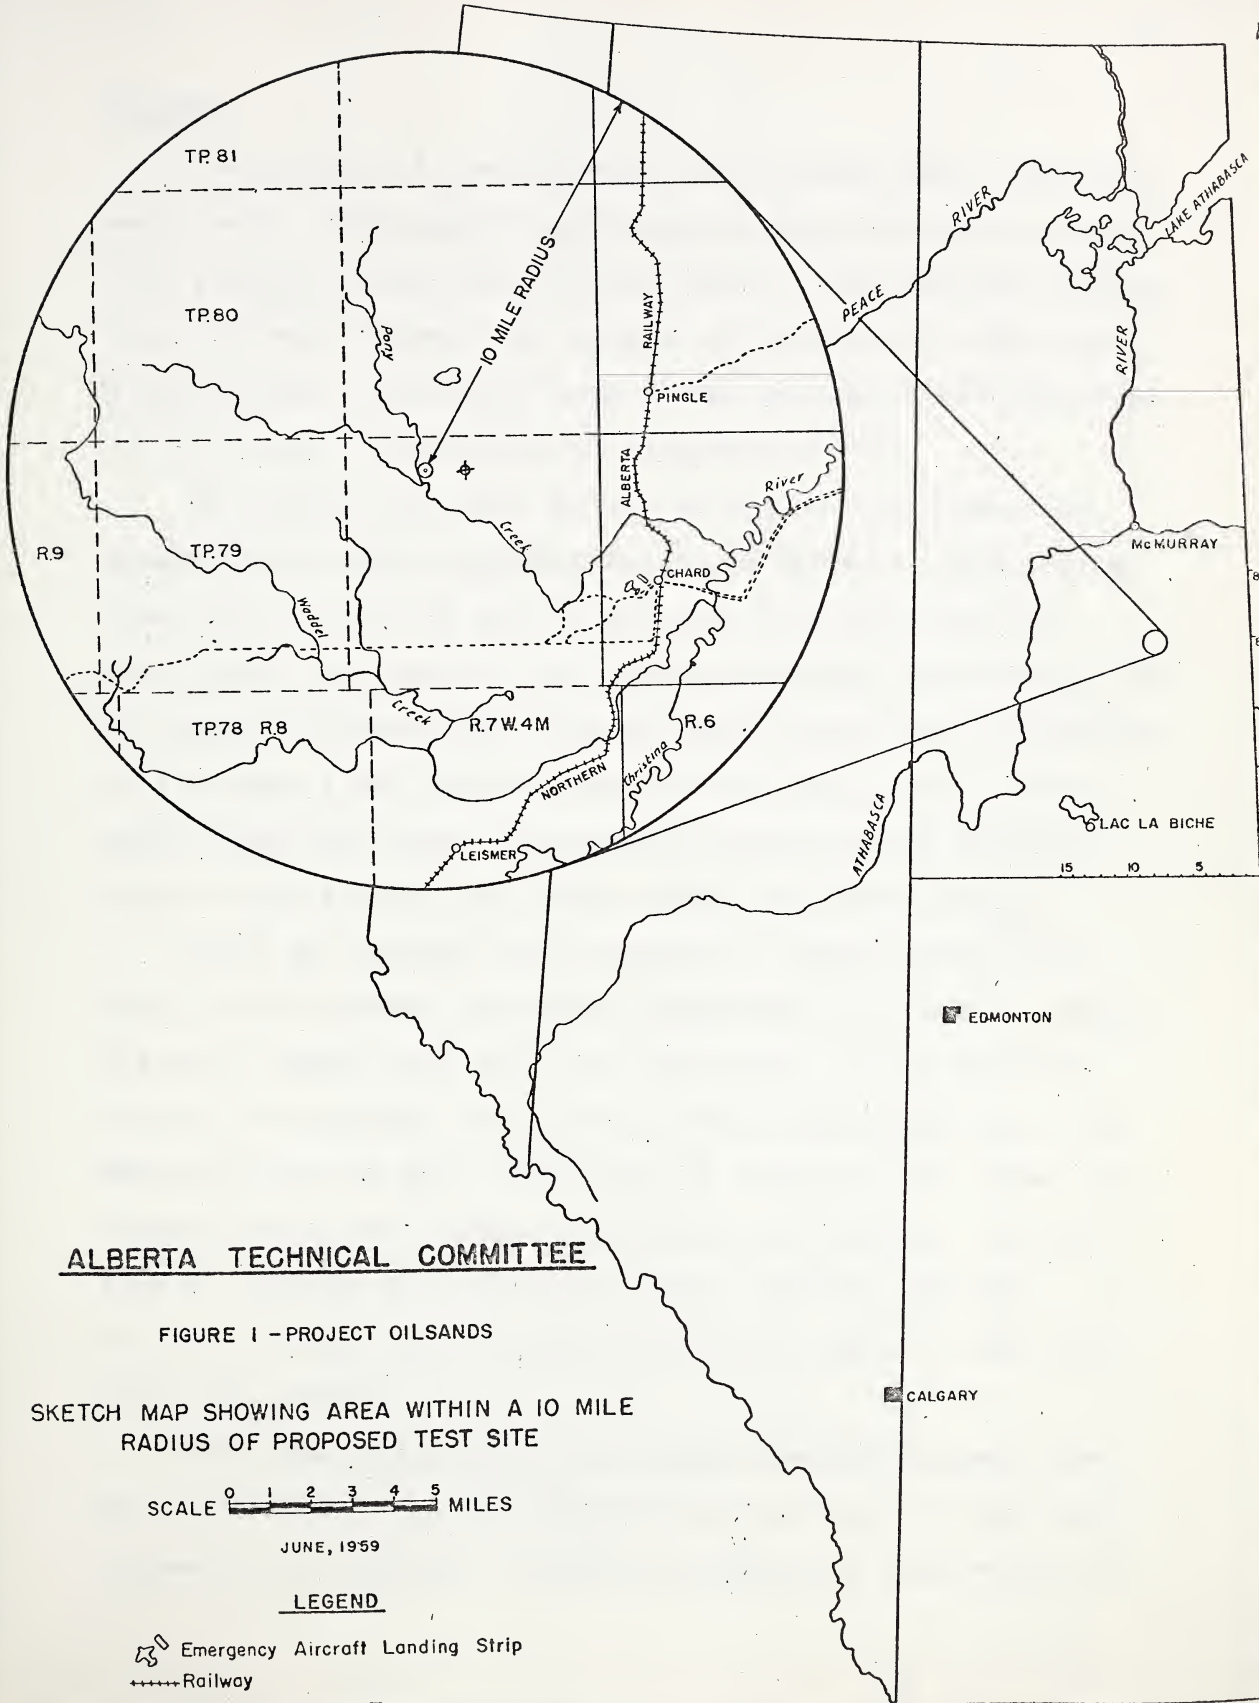 TP. 81
10 MILE RADIUS
TP. 80
Pony
RAILWAY
PINGLE
ALBERTA
River
R.9
TP. 79
Creek
CHARD
Waddel
Creek
TP. 78 R.8
R.7 W. 4 M
R.6
NORTHERN
Christina
LEISMER
PEACE RIVER
LAKE ATHABASCA
RIVER
McMURRAY
ATHABASCA
LAC LA BICHE
15 10 5
EDMONTON
CALGARY
ALBERTA TECHNICAL COMMITTEE
FIGURE 1 - PROJECT OILSANDS
SKETCH MAP SHOWING AREA WITHIN A 10 MILE
RADIUS OF PROPOSED TEST SITE
SCALE 0 1 2 3 4 5 MILES
JUNE, 1959
LEGEND
Emergency Aircraft Landing Strip
Railway